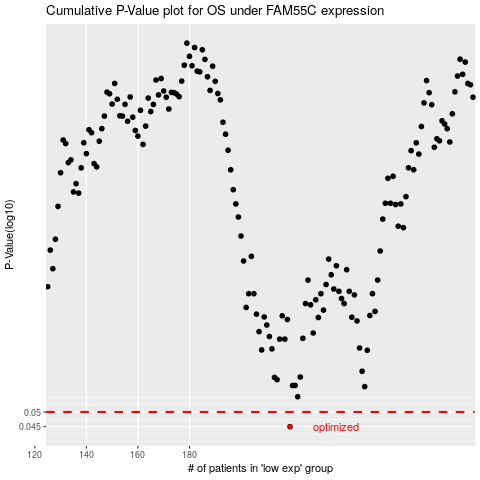 Cumulative P-Value plot for OS under FAM55C expression
P-Value(log10)
0.05
0.045
optimized
120 140 160 180
# of patients in 'low exp' group